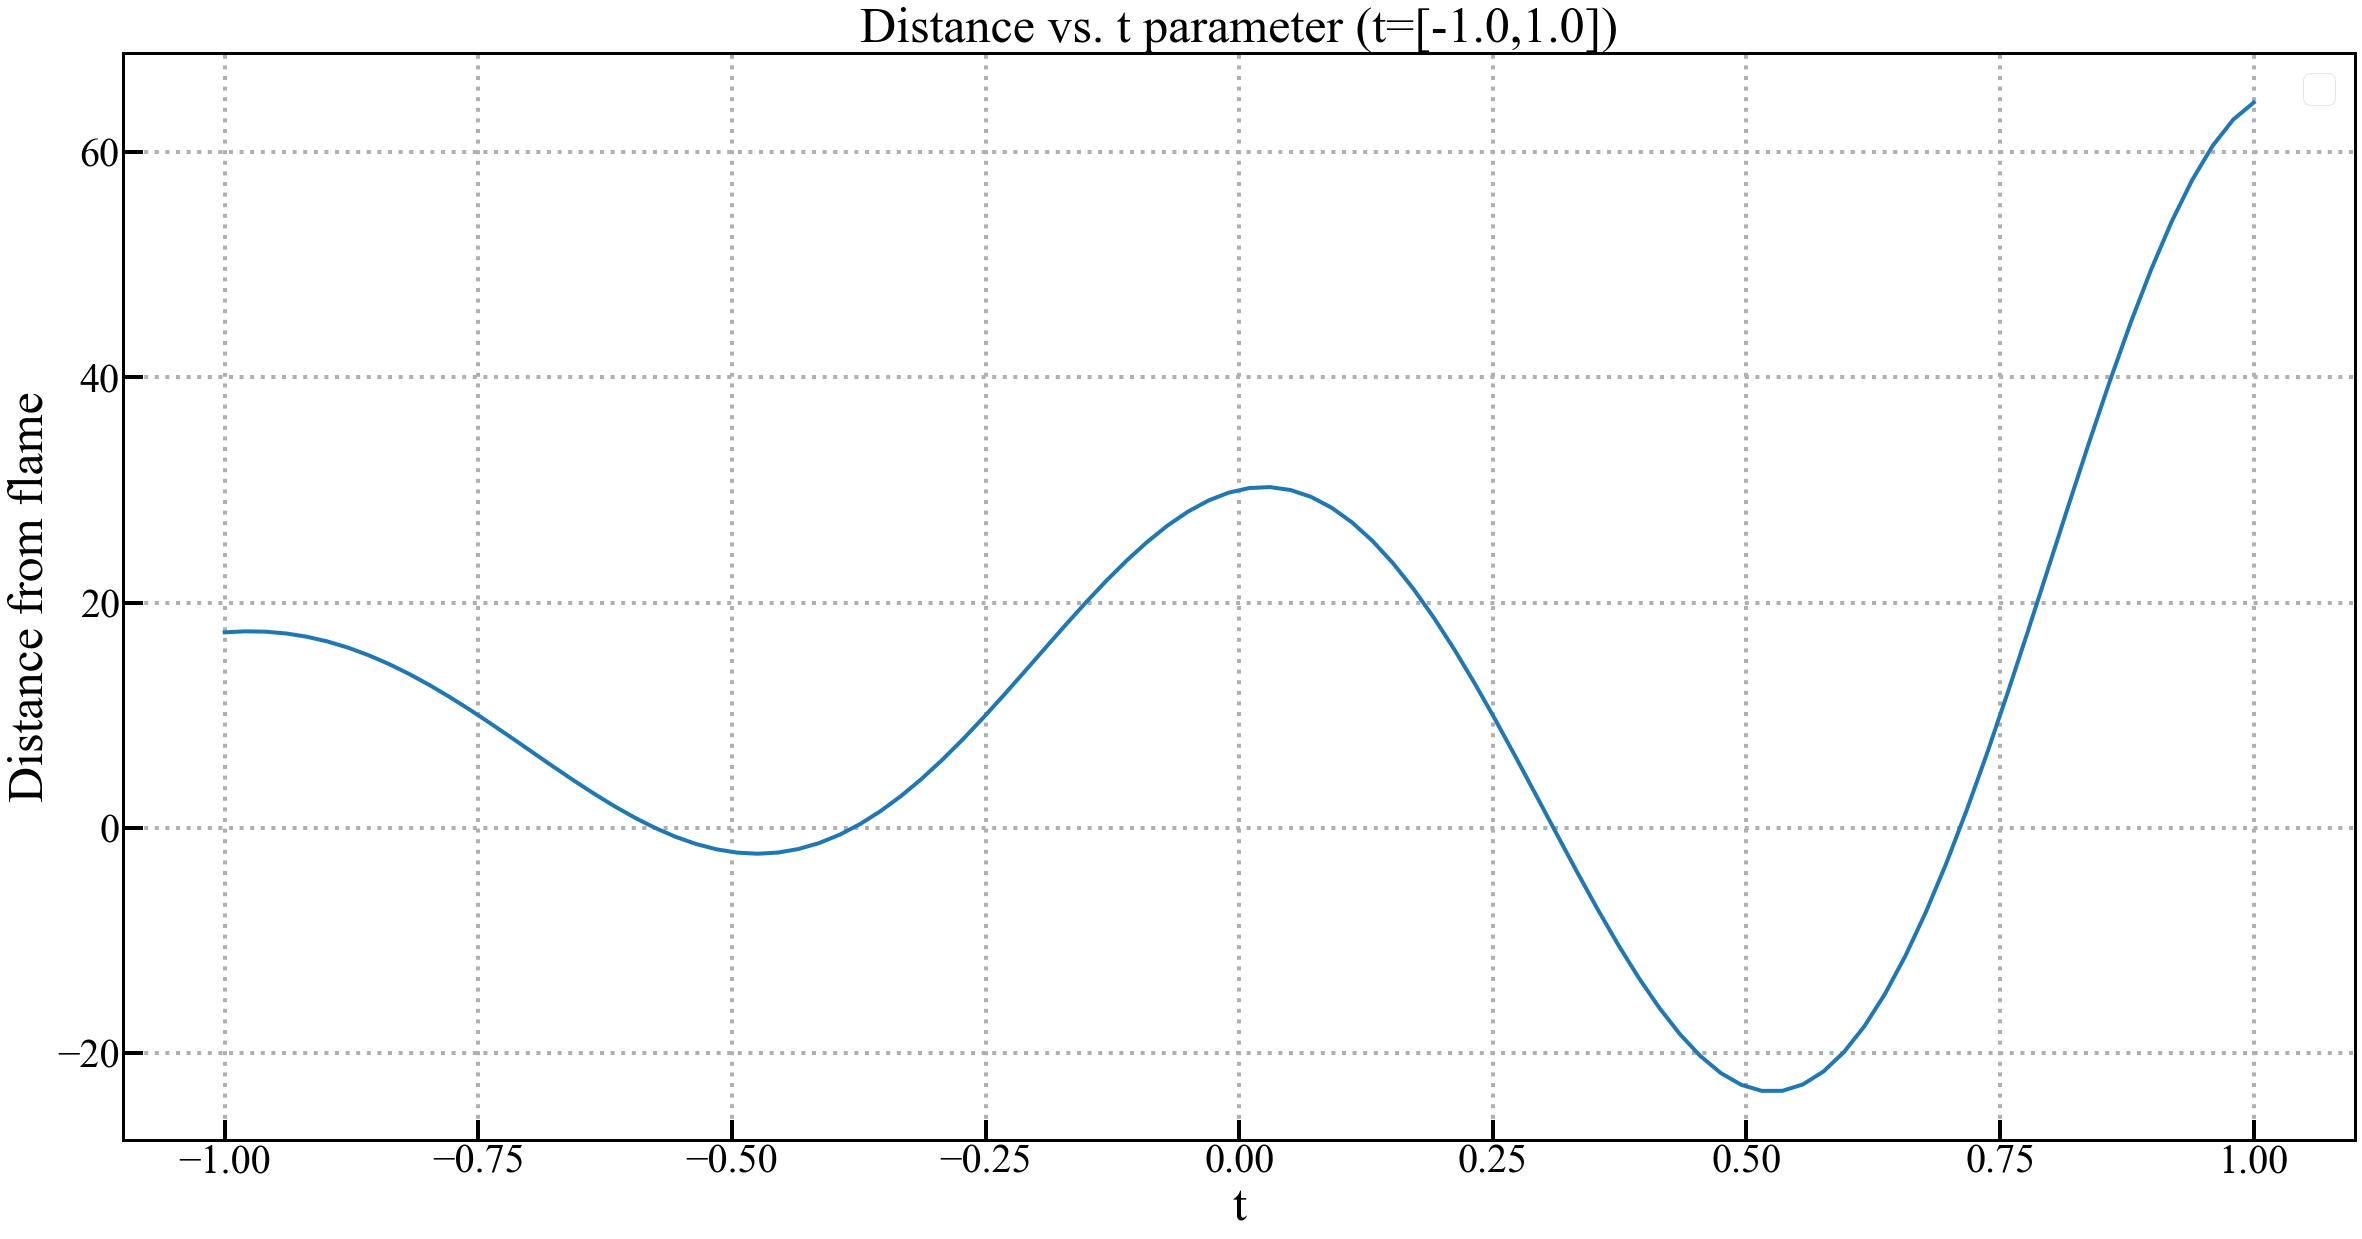 Distance vs. t parameter (t=[-1.0,1.0])
Distance from flame
60
40
20
0
−20
−1.00 −0.75 −0.50 −0.25 0.00 0.25 0.50 0.75 1.00
t